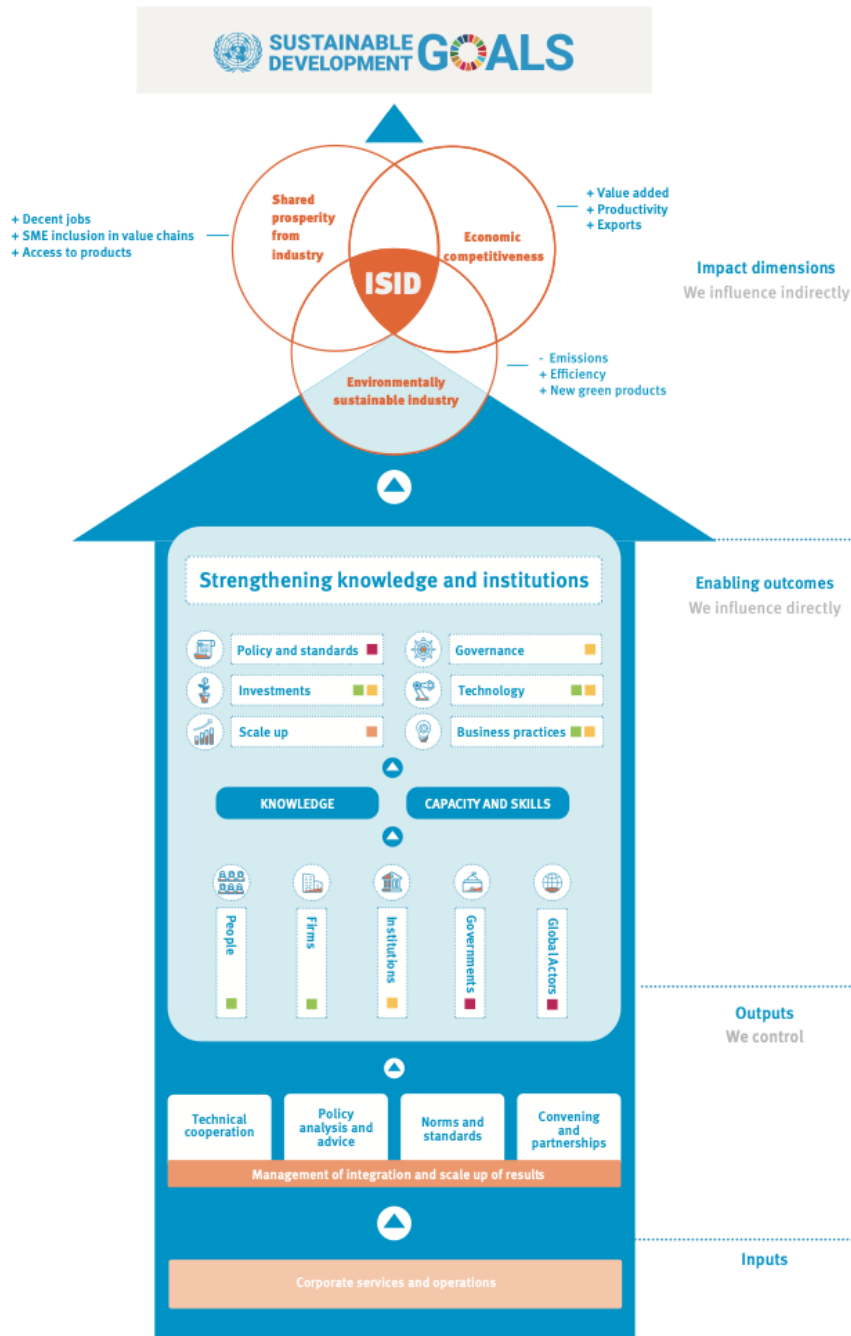 SUSTAINABLE
DEVELOPMENT
GOALS
Shared
prosperity
from
industry
+ Decent jobs
+ SME inclusion in value chains
+ Access to products
+ Value added
+ Productivity
+ Exports
Economic
competitiveness
ISID
Impact dimensions
We influence indirectly
- Emissions
+ Efficiency
+ New green products
Environmentally
sustainable industry
Strengthening knowledge and institutions
Enabling outcomes
We influence directly
Policy and standards
Governance
Investments
Technology
Scale up
Business practices
KNOWLEDGE
CAPACITY AND SKILLS
People
Firms
Institutions
Governments
Global Actors
Outputs
We control
Technical
cooperation
Policy
analysis and
advice
Norms and
standards
Convening
and
partnerships
Management of integration and scale up of results
Inputs
Corporate services and operations